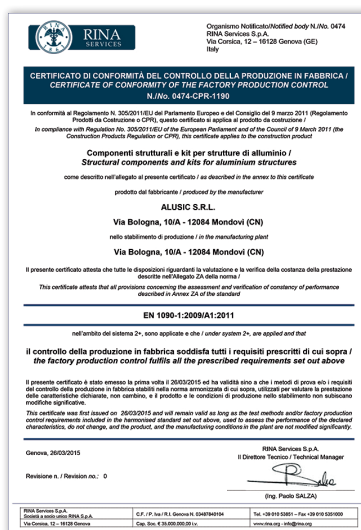 RINA
SERVICES
Organismo Notificato/Notified body N./No. 0474
RINA Services S.p.A.
Via Corsica, 12 – 16128 Genova (GE)
Italy
CERTIFICATO DI CONFORMITÀ DEL CONTROLLO DELLA PRODUZIONE IN FABBRICA /
CERTIFICATE OF CONFORMITY OF THE FACTORY PRODUCTION CONTROL
N./No. 0474-CPR-1190
In conformità al Regolamento N. 305/2011/EU del Parlamento Europeo e del Consiglio del 9 marzo 2011 (Regolamento
Prodotti da Costruzione o CPR), questo certificato si applica al prodotto da costruzione /
In compliance with Regulation No. 305/2011/EU of the European Parliament and of the Council of 9 March 2011 (the
Construction Products Regulation or CPR), this certificate applies to the construction product
Componenti strutturali e kit per strutture di alluminio /
Structural components and kits for aluminium structures
come descritto nell'allegato al presente certificato / as described in the annex to this certificate
prodotto dal fabbricante / produced by the manufacturer
ALUSIC S.R.L.
Via Bologna, 10/A - 12084 Mondovì (CN)
nello stabilimento di produzione / in the manufacturing plant
Via Bologna, 10/A - 12084 Mondovì (CN)
Il presente certificato attesta che tutte le disposizioni riguardanti la valutazione e la verifica della costanza della prestazione
descritte nell'Allegato ZA della norma /
This certificate attests that all provisions concerning the assessment and verification of constancy of performance
described in Annex ZA of the standard
EN 1090-1:2009/A1:2011
nell'ambito del sistema 2+, sono applicate e che / under system 2+, are applied and that
il controllo della produzione in fabbrica soddisfa tutti i requisiti prescritti di cui sopra /
the factory production control fulfils all the prescribed requirements set out above
Il presente certificato è stato emesso la prima volta il 26/03/2015 ed ha validità sino a che i metodi di prova e/o i requisiti
del controllo della produzione in fabbrica stabiliti nella norma armonizzata di cui sopra, utilizzati per valutare la prestazione
delle caratteristiche dichiarate, non cambino, e il prodotto e le condizioni di produzione nello stabilimento non subiscano
modifiche significative.
This certificate was first issued on 26/03/2015 and will remain valid as long as the test methods and/or factory production
control requirements included in the harmonised standard set out above, used to assess the performance of the declared
characteristics, do not change, and the product, and the manufacturing conditions in the plant are not modified significantly.
Genova, 26/03/2015
RINA Services S.p.A.
Il Direttore Tecnico / Technical Manager
Revisione n. / Revision no.: 0
(Ing. Paolo SALZA)
RINA Services S.p.A.
Società a socio unico RINA S.p.A.
Via Corsica, 12 – 16128 Genova
C.F. / P. Iva / R.I. Genova N. 03487840104
Cap. Soc. € 35.000.000,00 i.v.
Tel. +39 010 53851 – Fax +39 010 5351000
www.rina.org - info@rina.org